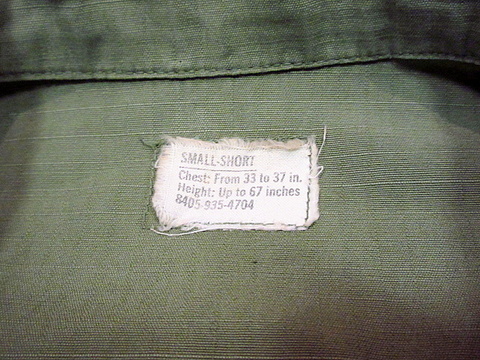 SMALL-SHORT
Chest: From 33 to 37 in.
Height: Up to 67 inches
8405-935-4704